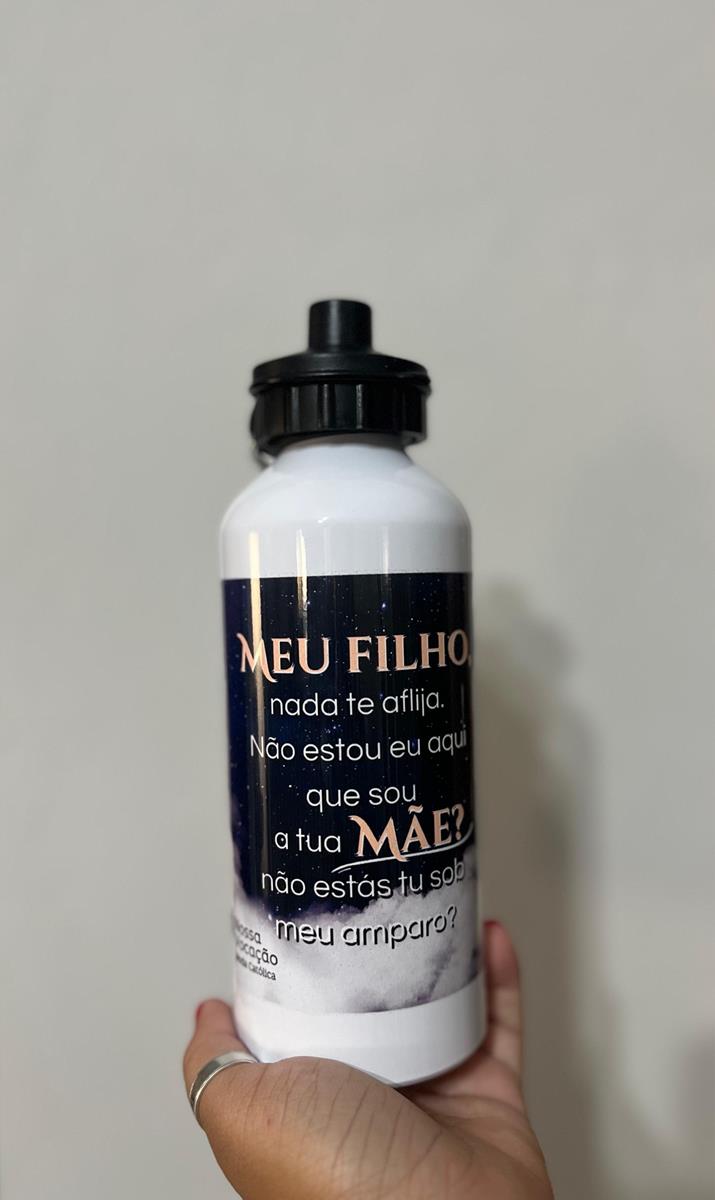 MEU FILHO,
nada te aflija.
Não estou eu aqui
que sou
a tua MÃE?
não estás tu sob
meu amparo?
Católica